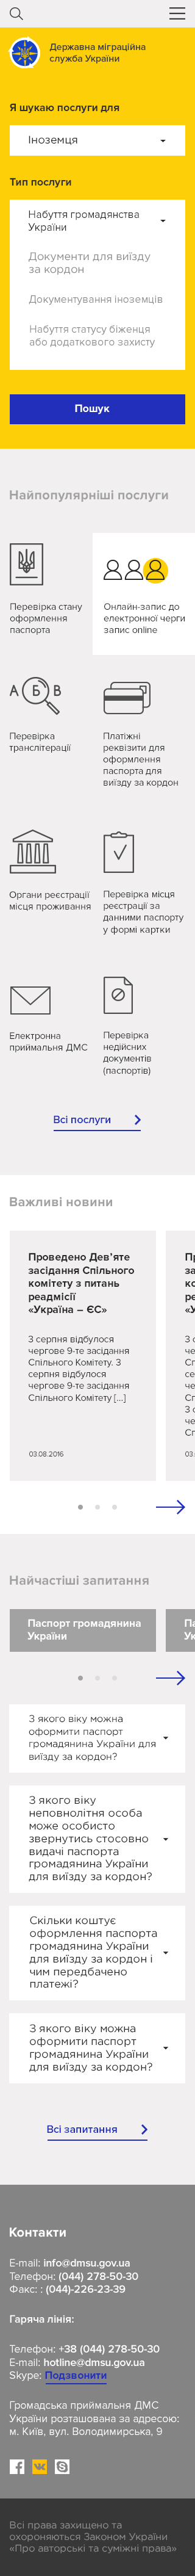 Державна міграційна
служба України
Я шукаю послуги для
Іноземця
Тип послуги
Набуття громадянства
України
Документи для виїзду
за кордон
Документування іноземців
Набуття статусу біженця
або додаткового захисту
Пошук
Найпопулярніші послуги
Перевірка стану
оформлення
паспорта
Онлайн-запис до
електронної черги
запис online
А Б В
Перевірка
транслітерації
Платіжні
реквізити для
оформлення
паспорта для
виїзду за кордон
Органи реєстрації
місця проживання
Перевірка місця
реєстрації за
данними паспорту
у формі картки
Електронна
приймальня ДМС
Перевірка
недійсних
документів
(паспортів)
Всі послуги
Важливі новини
Проведено Дев'яте
засідання Спільного
комітету з питань
реадмісії
«Україна – ЄС»
3 серпня відбулося
чергове 9-те засідання
Спільного Комітету. 3
серпня відбулося
чергове 9-те засідання
Спільного Комітету [...]
03.08.2016
Найчастіші запитання
Паспорт громадянина
України
З якого віку можна
оформити паспорт
громадянина України для
виїзду за кордон?
З якого віку
неповнолітня особа
може особисто
звернутись стосовно
видачі паспорта
громадянина України
для виїзду за кордон?
Скільки коштує
оформлення паспорта
громадянина України
для виїзду за кордон і
чим передбачено
платежі?
З якого віку можна
оформити паспорт
громадянина України
для виїзду за кордон?
Всі запитання
Контакти
E-mail: info@dmsu.gov.ua
Телефон: (044) 278-50-30
Факс: : (044)-226-23-39
Гаряча лінія:
Телефон: +38 (044) 278-50-30
E-mail: hotline@dmsu.gov.ua
Skype: Подзвонити
Громадська приймальня ДМС
України розташована за адресою:
м. Київ, вул. Володимирська, 9
Всі права захищено та
охороняються Законом України
«Про авторські та суміжні права»